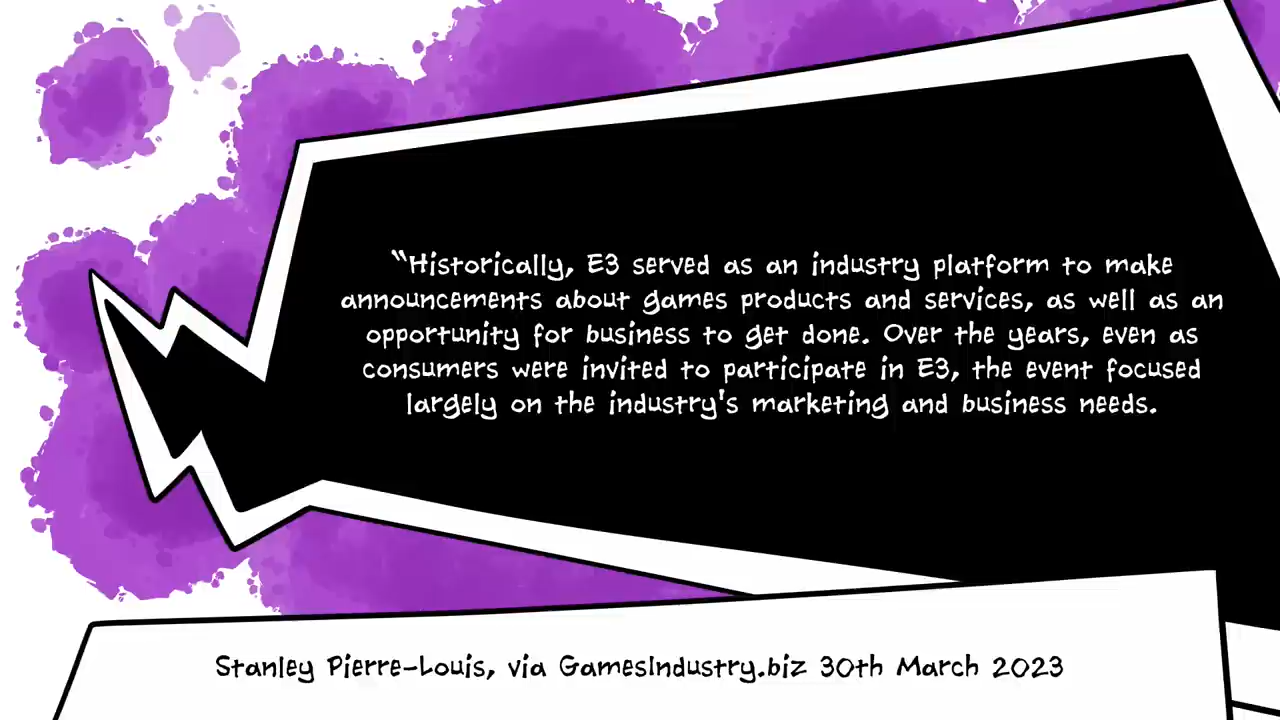 “Historically, E3 served as an industry platform to make
announcements about games products and services, as well as an
opportunity for business to get done. Over the years, even as
consumers were invited to participate in E3, the event focused
largely on the industry's marketing and business needs.
Stanley Pierre-Louis, via GamesIndustry.biz 30th March 2023